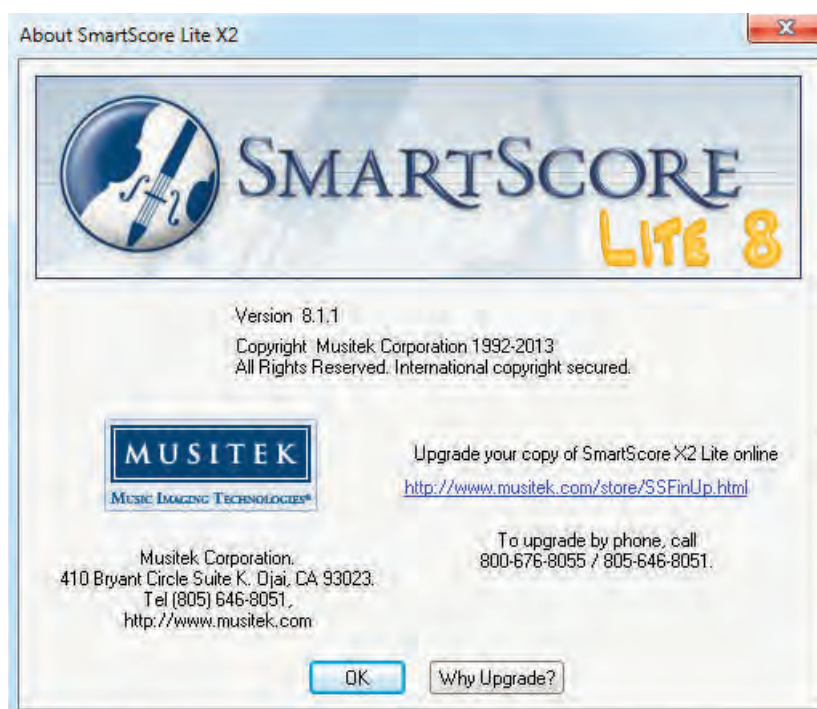 About SmartScore Lite X2
SMARTSCORE
LITE 8
Version 8.1.1
Copyright Musitek Corporation 1992-2013
All Rights Reserved. International copyright secured.
MUSITEK
MUSIC IMAGING TECHNOLOGIES®
Musitek Corporation.
410 Bryant Circle Suite K. Ojai, CA 93023.
Tel (805) 646-8051,
http://www.musitek.com
Upgrade your copy of SmartScore X2 Lite online
http://www.musitek.com/store/SSFinUp.html
To upgrade by phone, call
800-676-8055 / 805-646-8051.
OK
Why Upgrade?